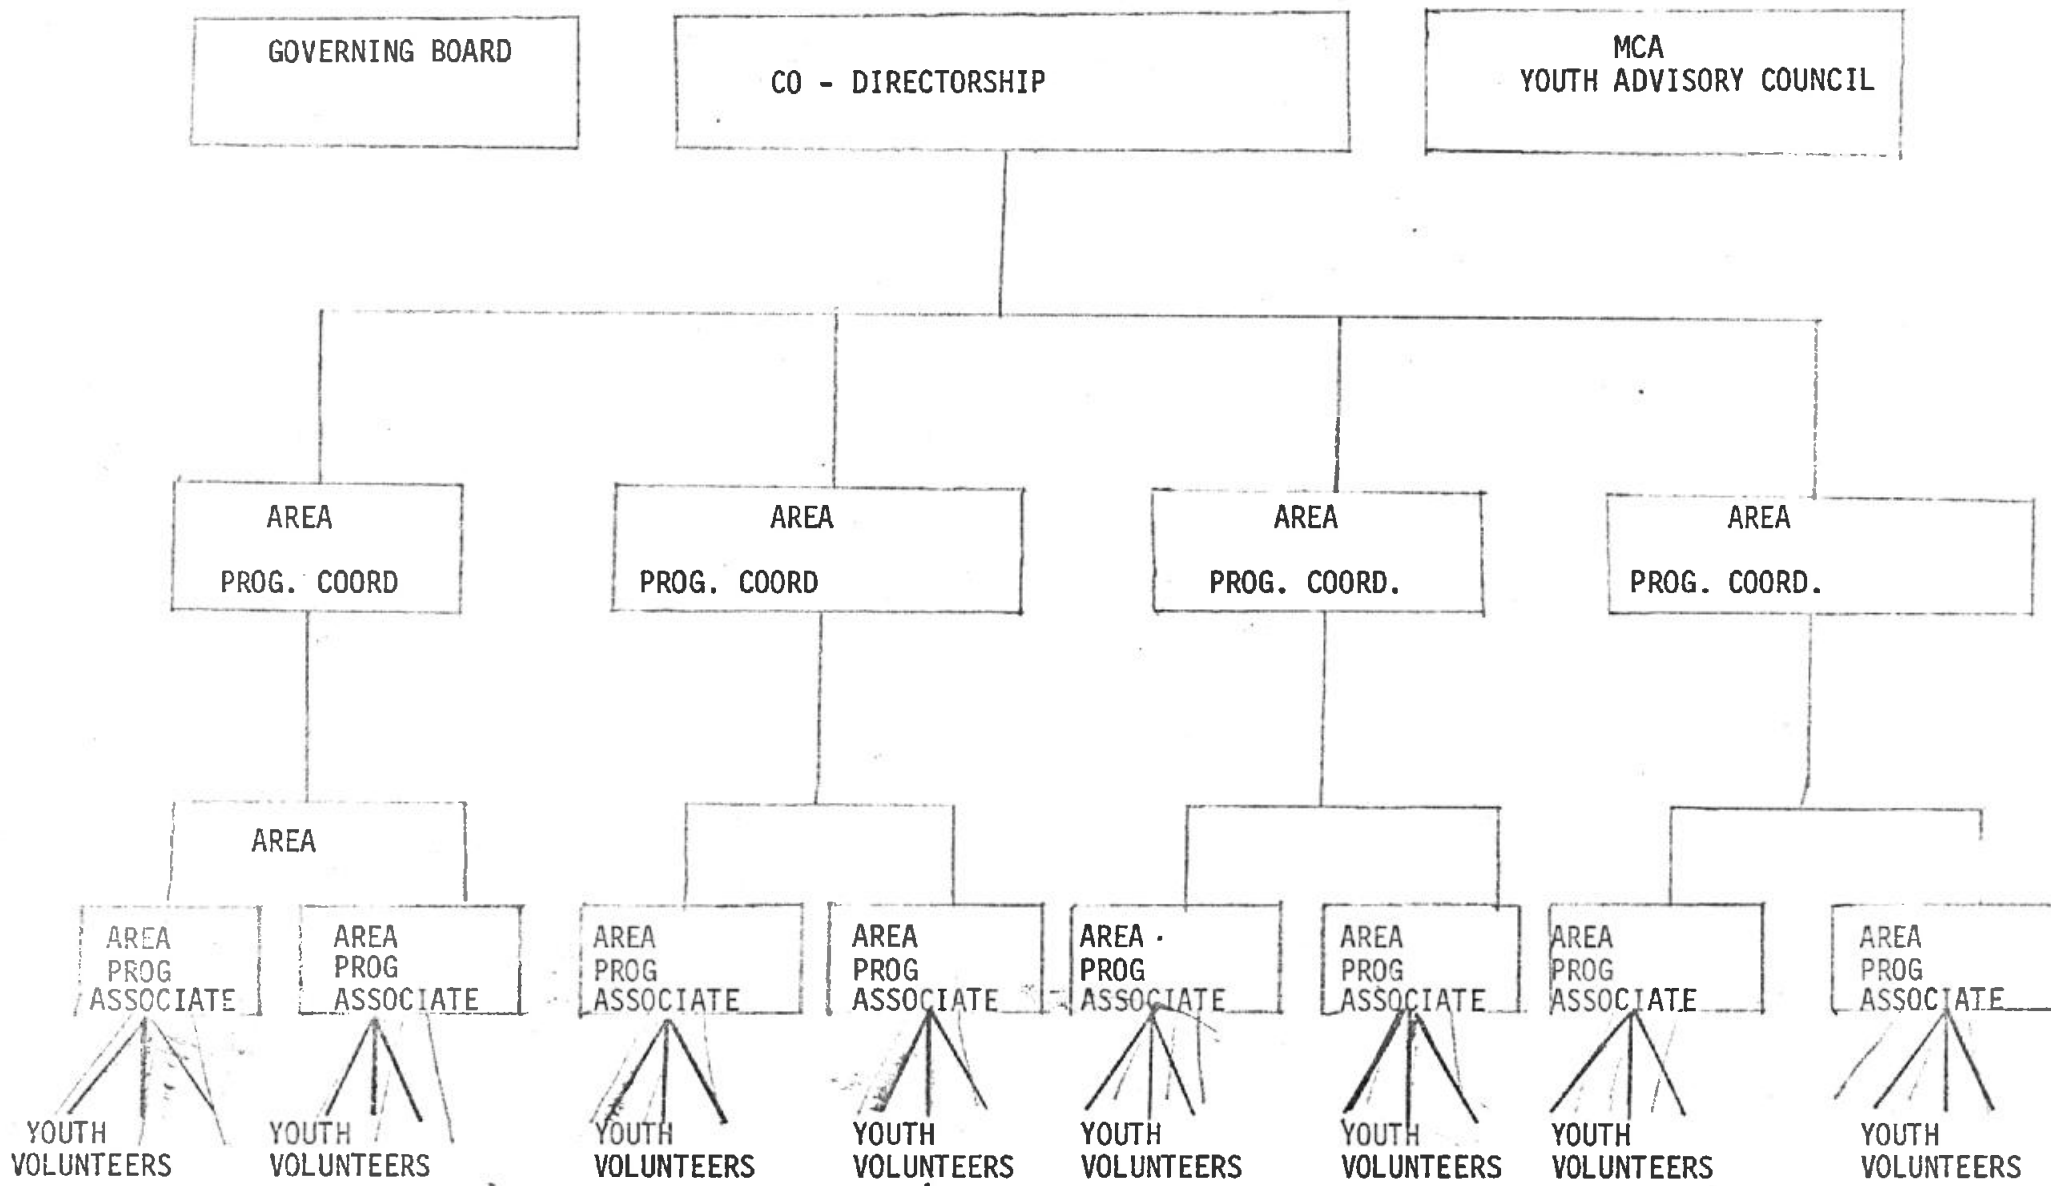 GOVERNING BOARD
CO - DIRECTORSHIP
MCA
YOUTH ADVISORY COUNCIL
AREA
PROG. COORD
AREA
PROG. COORD
AREA
PROG. COORD.
AREA
PROG. COORD.
AREA
AREA
PROG
ASSOCIATE
AREA
PROG
ASSOCIATE
AREA
PROG
ASSOCIATE
AREA
PROG
ASSOCIATE
AREA
PROG
ASSOCIATE
AREA
PROG
ASSOCIATE
AREA
PROG
ASSOCIATE
AREA
PROG
ASSOCIATE
YOUTH
VOLUNTEERS
YOUTH
VOLUNTEERS
YOUTH
VOLUNTEERS
YOUTH
VOLUNTEERS
YOUTH
VOLUNTEERS
YOUTH
VOLUNTEERS
YOUTH
VOLUNTEERS
YOUTH
VOLUNTEERS